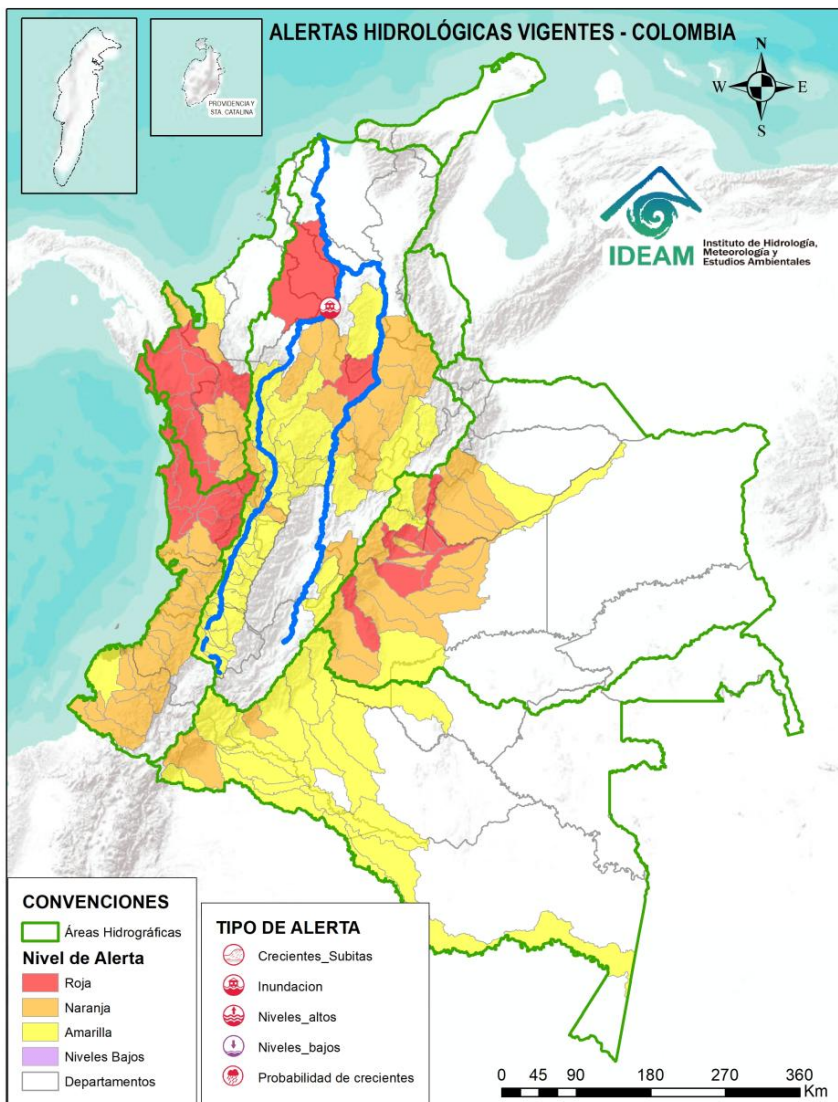 ALERTAS HIDROLÓGICAS VIGENTES - COLOMBIA
PROVIDENCIA Y
STA. CATALINA
N
W
E
S
IDEAM
Instituto de Hidrología,
Meteorología y
Estudios Ambientales
CONVENCIONES
Áreas Hidrográficas
Nivel de Alerta
Roja
Naranja
Amarilla
Niveles Bajos
Departamentos
TIPO DE ALERTA
Crecientes_Subitas
Inundacion
Niveles_altos
Niveles_bajos
Probabilidad de crecientes
0 45 90 180 270 360
Km